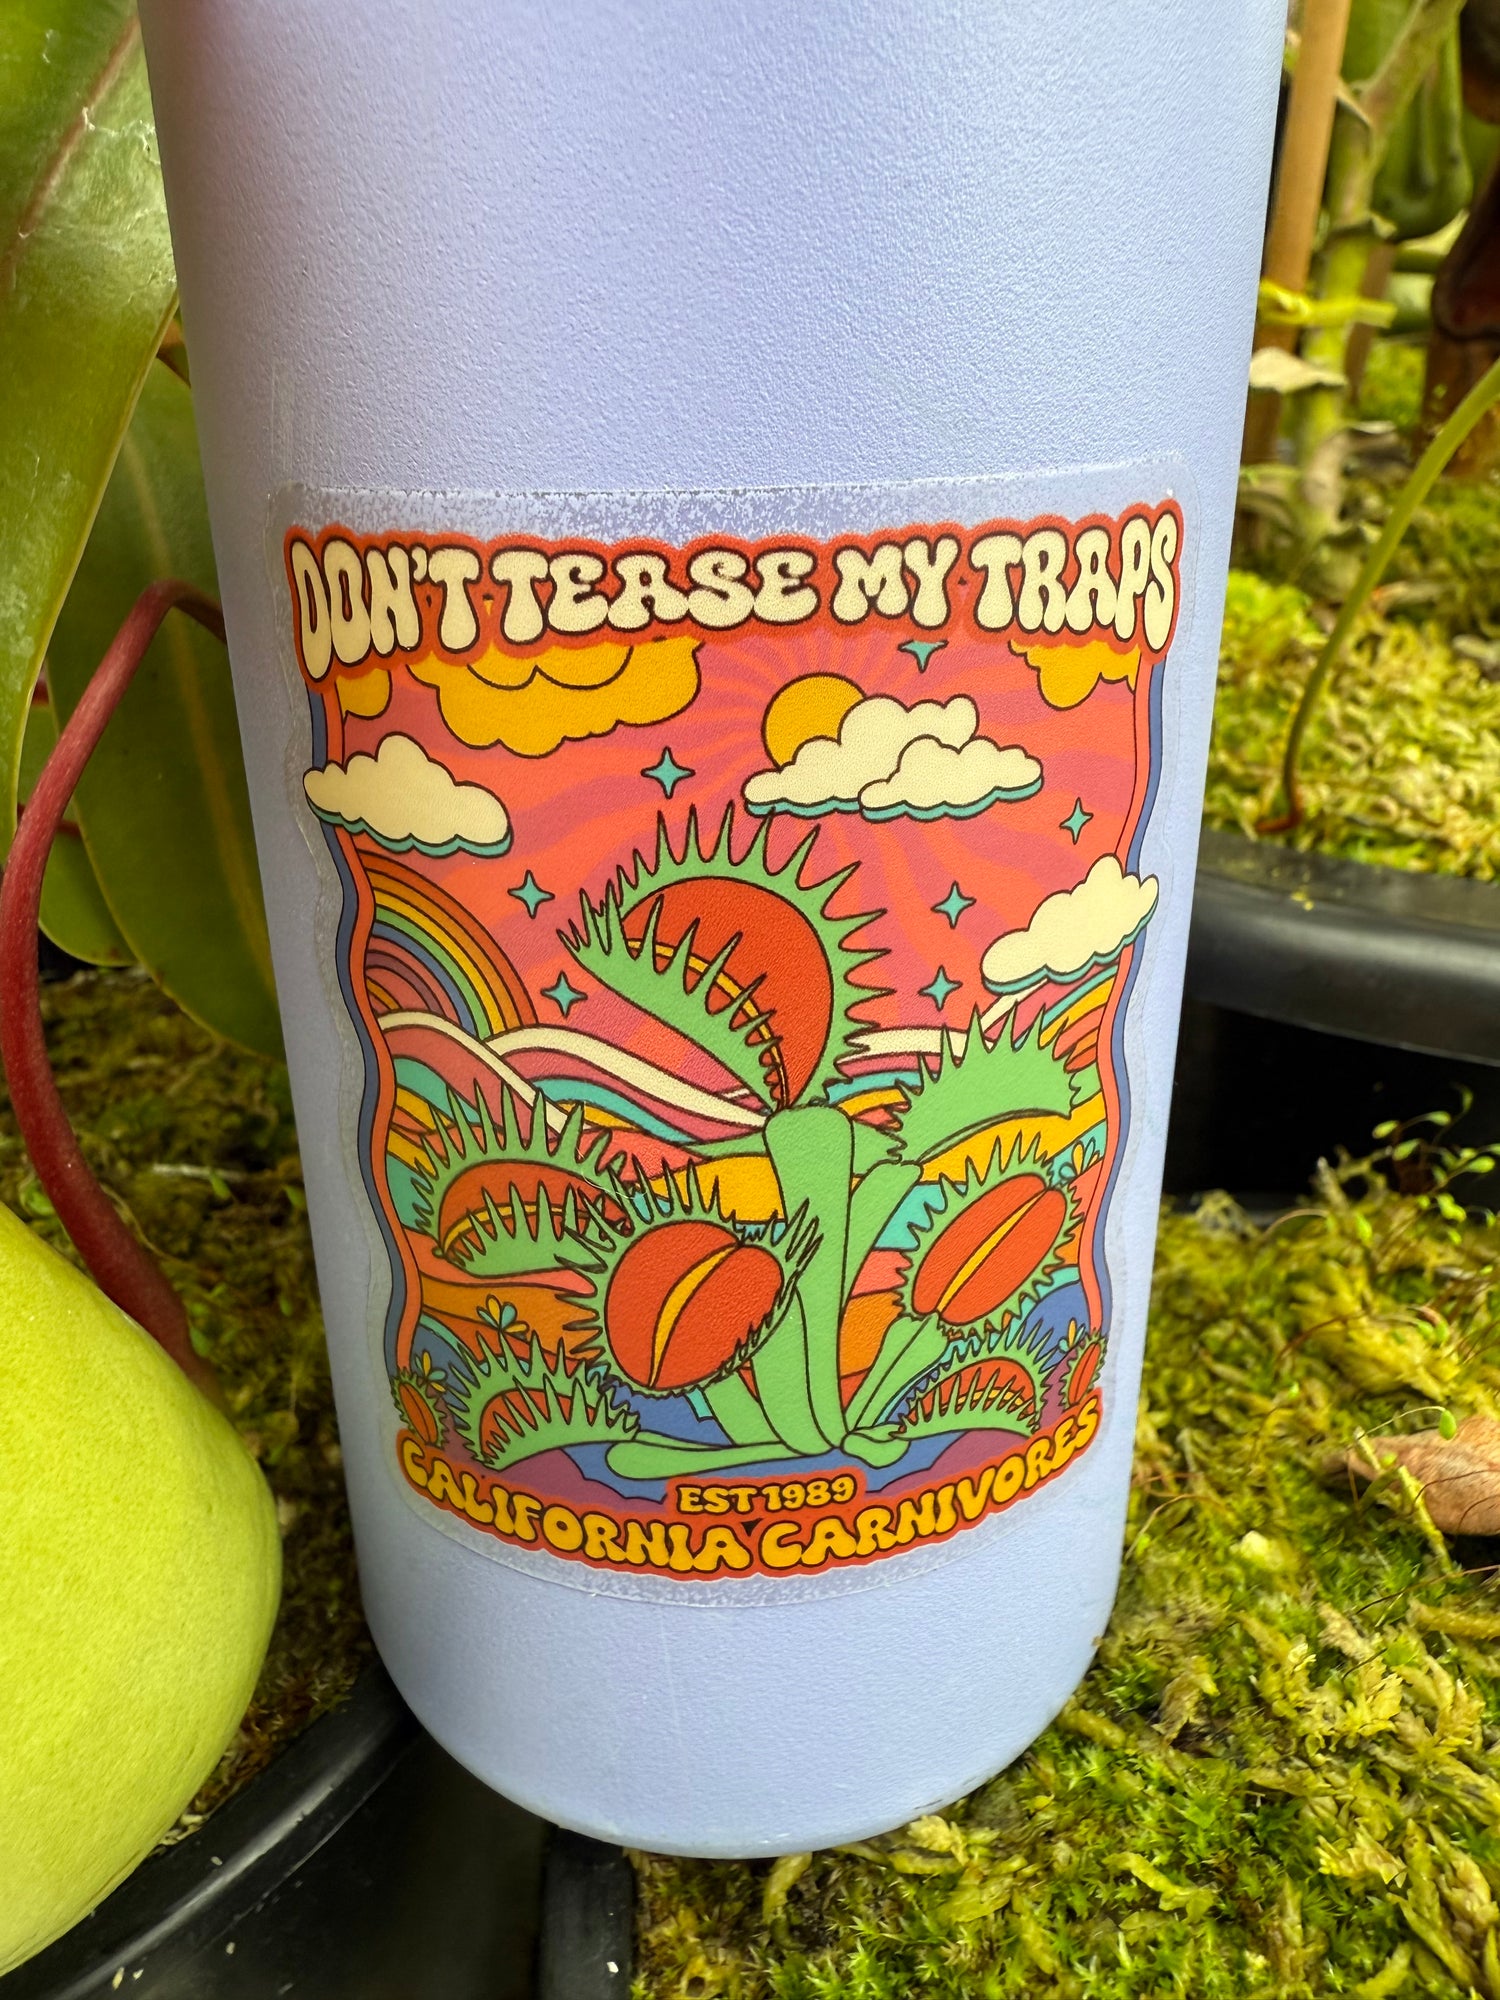 DON'T TEASE MY TRAPS
EST 1989
CALIFORNIA CARNIVORES